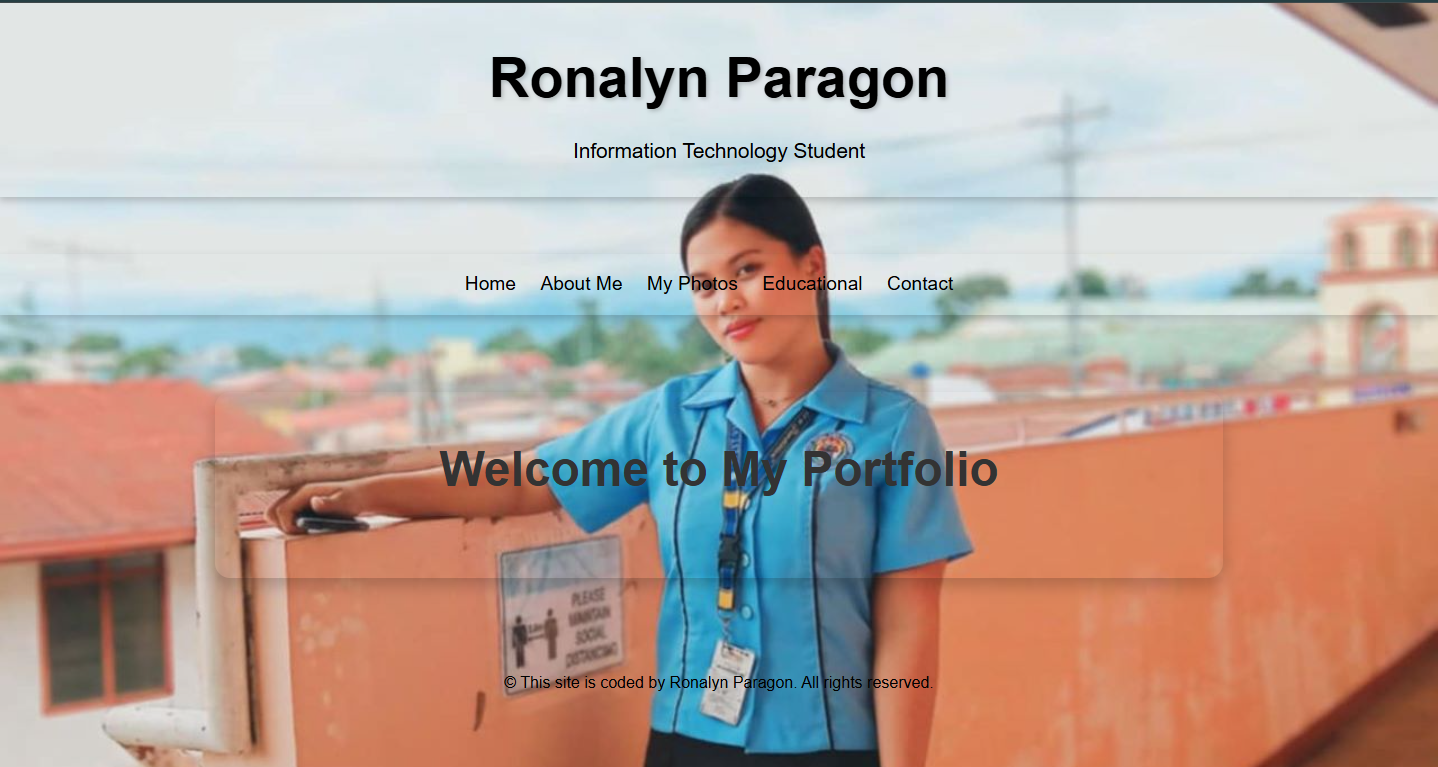 Ronalyn Paragon
Information Technology Student
Home About Me My Photos Educational Contact
Welcome to My Portfolio
PLEASE
MAINTAIN
SOCIAL
DISTANCING
© This site is coded by Ronalyn Paragon. All rights reserved.